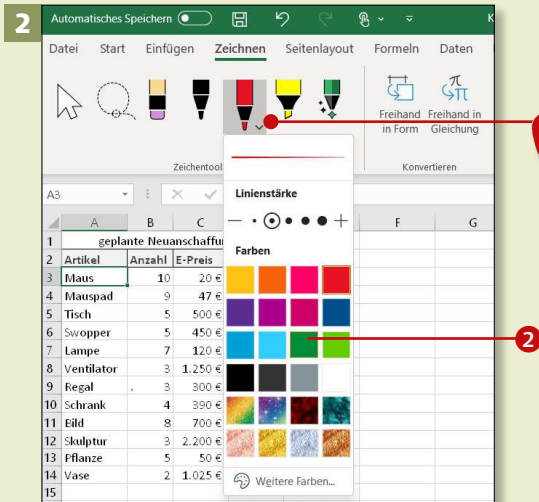 2
Automatisches Speichern K
Datei Start Einfügen Zeichnen Seitenlayout Formeln Daten
Freihand in Form
Freihand in Gleichung
Zeichentool
Konvertieren
A3
Linienstärke
Farben
A B C F G
1 geplante Neuanschaffu
2 Artikel Anzahl E-Preis
3 Maus 10 20 €
4 Mauspad 9 47 €
5 Tisch 5 500 €
6 Swopper 5 450 €
7 Lampe 7 120 €
8 Ventilator 3 1.250 €
9 Regal 3 300 €
10 Schrank 4 390 €
11 Bild 8 700 €
12 Skulptur 3 2.200 €
13 Pflanze 5 50 €
14 Vase 2 1.025 €
15
Weitere Farben...
2